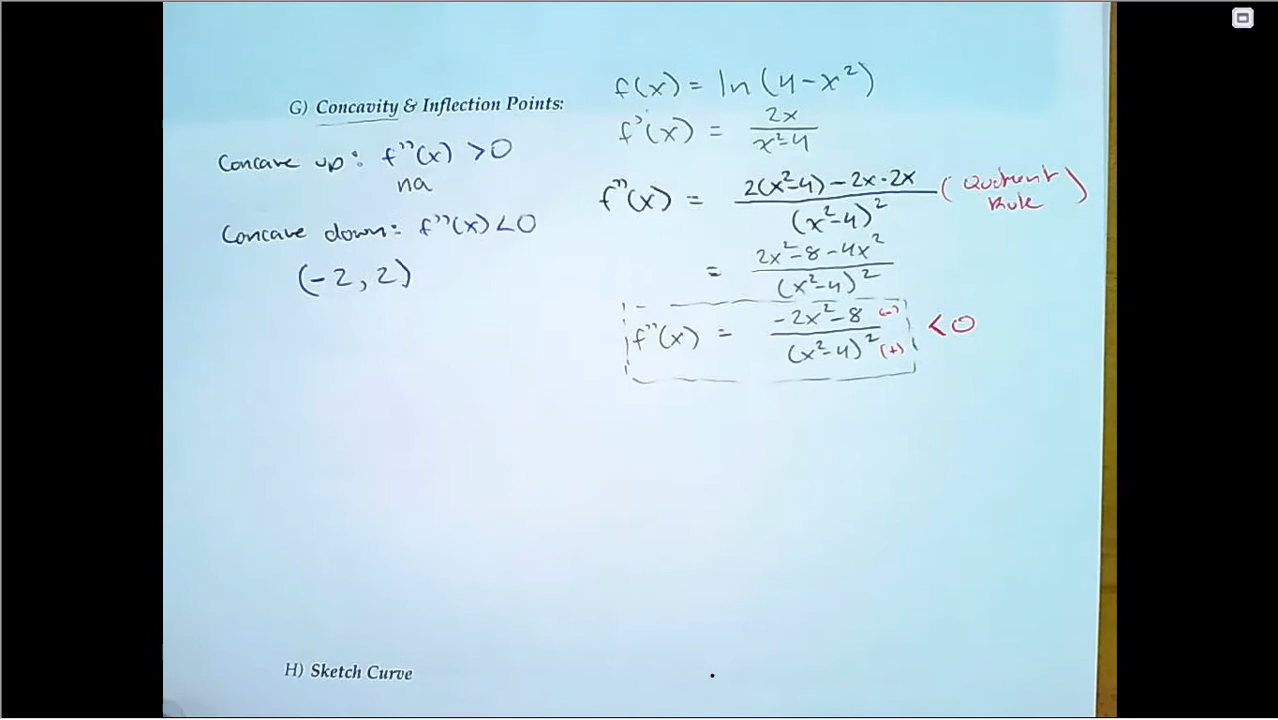 G) Concavity & Inflection Points:
Concave up: f''(x) > 0
na
Concave down: f''(x) < 0
(-2, 2)
f(x) = ln(4-x²)
f'(x) = 2x / x²-4
f''(x) = 2(x²-4) - 2x·2x / (x²-4)² (Quotient Rule)
= 2x²-8-4x² / (x²-4)²
f''(x) = -2x²-8 (-) / (x²-4)² (+) < 0
H) Sketch Curve